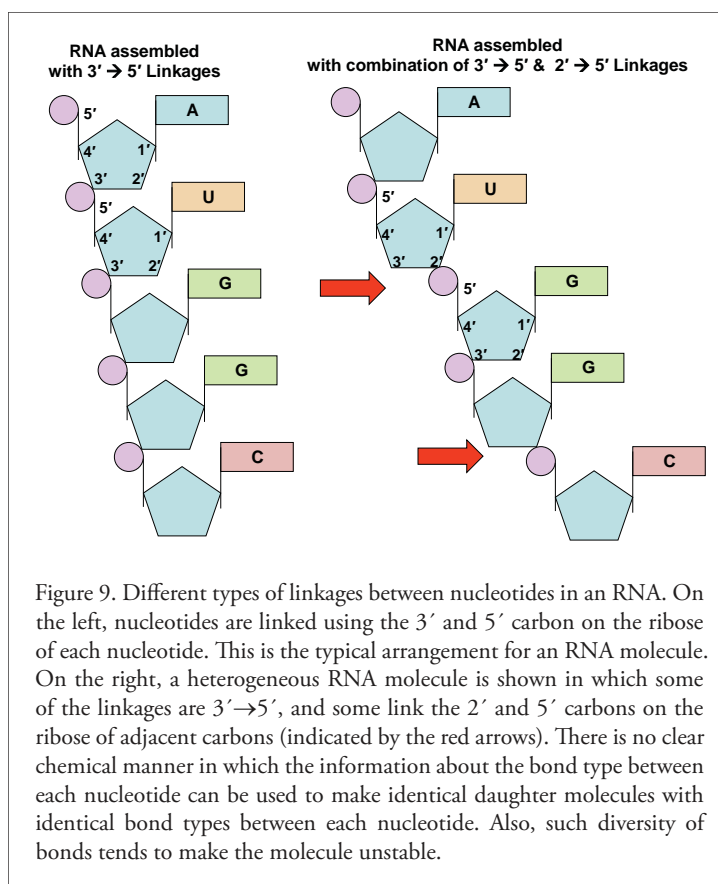 RNA assembled
with 3′ → 5′ Linkages
RNA assembled
with combination of 3′ → 5′ & 2′ → 5′ Linkages
5′
A
4′ 1′
3′ 2′
5′
U
4′ 1′
3′ 2′
G
G
C
A
5′
U
4′ 1′
3′ 2′
5′
G
4′ 1′
3′ 2′
G
C
Figure 9. Different types of linkages between nucleotides in an RNA. On
the left, nucleotides are linked using the 3´ and 5´ carbon on the ribose
of each nucleotide. This is the typical arrangement for an RNA molecule.
On the right, a heterogeneous RNA molecule is shown in which some
of the linkages are 3´→5´, and some link the 2´ and 5´ carbons on the
ribose of adjacent carbons (indicated by the red arrows). There is no clear
chemical manner in which the information about the bond type between
each nucleotide can be used to make identical daughter molecules with
identical bond types between each nucleotide. Also, such diversity of
bonds tends to make the molecule unstable.